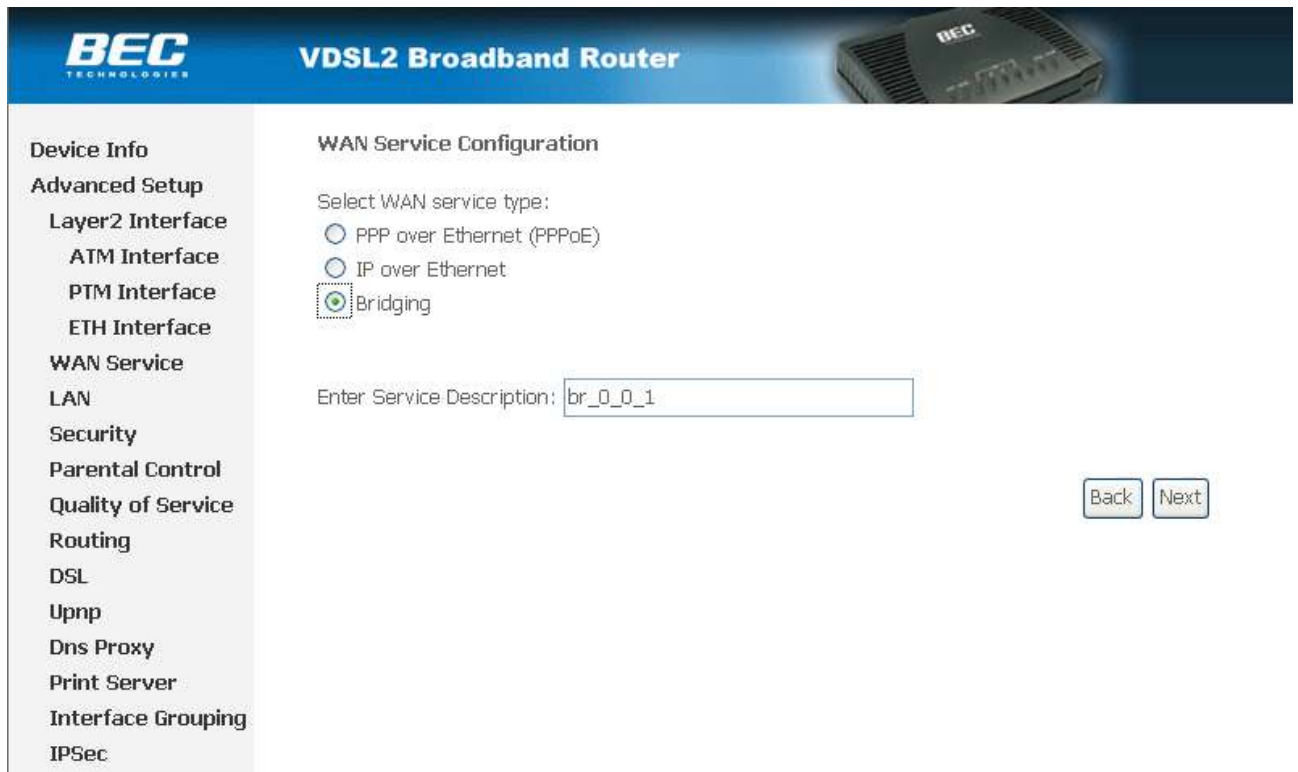 BEC
TECHNOLOGIES
VDSL2 Broadband Router
BEC
Device Info
Advanced Setup
Layer2 Interface
ATM Interface
PTM Interface
ETH Interface
WAN Service
LAN
Security
Parental Control
Quality of Service
Routing
DSL
Upnp
Dns Proxy
Print Server
Interface Grouping
IPSec
WAN Service Configuration
Select WAN service type:
PPP over Ethernet (PPPoE)
IP over Ethernet
Bridging
Enter Service Description: br_0_0_1
Back Next